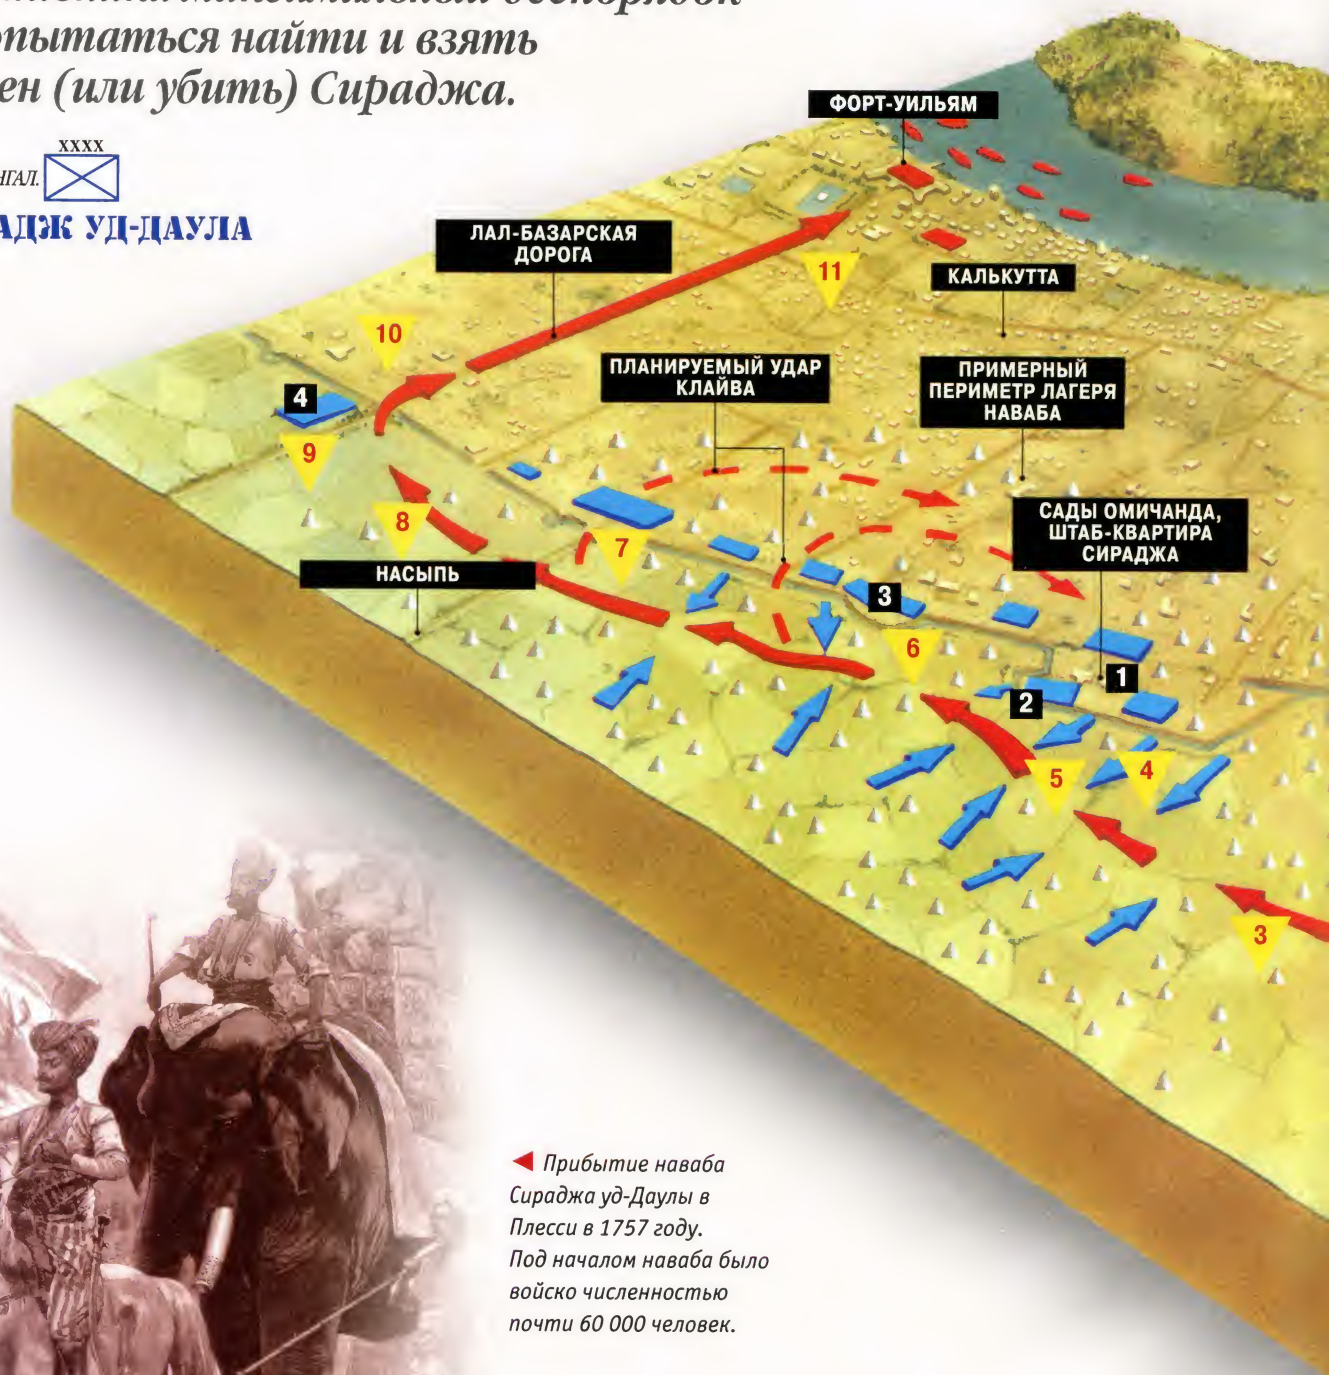 опытаться найти и взять
ен (или убить) Сираджа.
XXXX
НГАЛ.
АДЖ УД-ДАУЛА
ФОРТ-УИЛЬЯМ
ЛАЛ-БАЗАРСКАЯ
ДОРОГА
11
КАЛЬКУТТА
10
ПЛАНИРУЕМЫЙ УДАР
КЛАЙВА
ПРИМЕРНЫЙ
ПЕРИМЕТР ЛАГЕРЯ
НАВАБА
4
9
САДЫ ОМИЧАНДА,
ШТАБ-КВАРТИРА
СИРАДЖА
8
7
НАСЫПЬ
3
6
1
2
5
4
3
Прибытие наваба
Сираджа уд-Даулы в
Плесси в 1757 году.
Под началом наваба было
войско численностью
почти 60 000 человек.